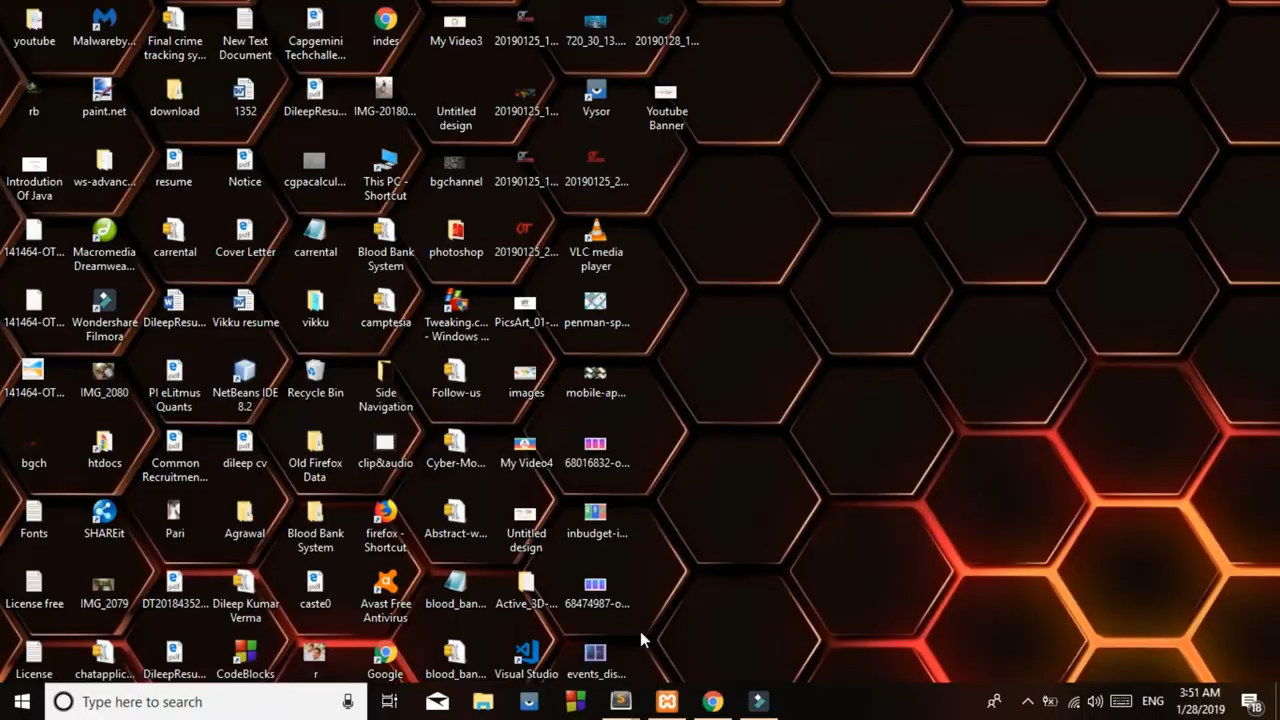 youtube
Malwareby...
Final crime
tracking sy...
New Text
Document
Capgemini
Techchalle...
indes
My Video3
20190125_1...
720_30_13....
20190128_1...
rb
paint.net
download
1352
DileepResu...
IMG-20180...
Untitled
design
20190125_1...
Vysor
Youtube
Banner
Introdution
Of Java
ws-advanc...
resume
Notice
cgpacalcul...
This PC -
Shortcut
bgchannel
20190125_1...
20190125_2...
141464-OT...
Macromedia
Dreamwea...
carrental
Cover Letter
carrental
Blood Bank
System
photoshop
20190125_2...
VLC media
player
141464-OT...
Wondershare
Filmora
DileepResu...
Vikku resume
vikku
camptesia
Tweaking.c...
- Windows ...
PicsArt_01-...
penman-sp...
141464-OT...
IMG_2080
PI eLitmus
Quants
NetBeans IDE
8.2
Recycle Bin
Side
Navigation
Follow-us
images
mobile-ap...
bgch
htdocs
Common
Recruitmen...
dileep cv
Old Firefox
Data
clip&audio
Cyber-Mo...
My Video4
68016832-o...
Fonts
SHAREit
Pari
Agrawal
Blood Bank
System
firefox -
Shortcut
Abstract-w...
Untitled
design
inbudget-i...
License free
IMG_2079
DT20184352...
Dileep Kumar
Verma
caste0
Avast Free
Antivirus
blood_ban...
Active_3D-...
68474987-o...
License
chatapplic...
DileepResu...
CodeBlocks
r
Google
blood_ban...
Visual Studio
events_dis...
Type here to search
ENG
3:51 AM
1/28/2019
18